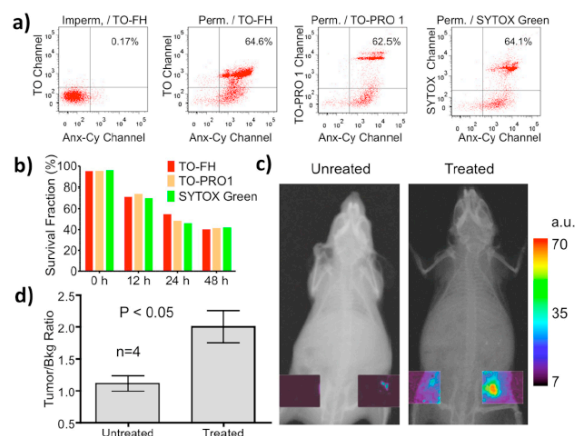 a)
Imperm. / TO-FH
Perm. / TO-FH
Perm. / TO-PRO 1
Perm. / SYTOX Green
0.17%
64.6%
62.5%
64.1%
TO Channel
TO Channel
TO-PRO 1 Channel
SYTOX Channel
Anx-Cy Channel
Anx-Cy Channel
Anx-Cy Channel
Anx-Cy Channel
b)
Survival Fraction (%)
100
80
60
40
20
0
TO-FH
TO-PRO1
SYTOX Green
0 h
12 h
24 h
48 h
c)
Untreated
Treated
a.u.
70
35
7
d)
Tumor/Bkg Ratio
2.5
2.0
1.5
1.0
0.5
0.0
P < 0.05
n=4
Untreated
Treated